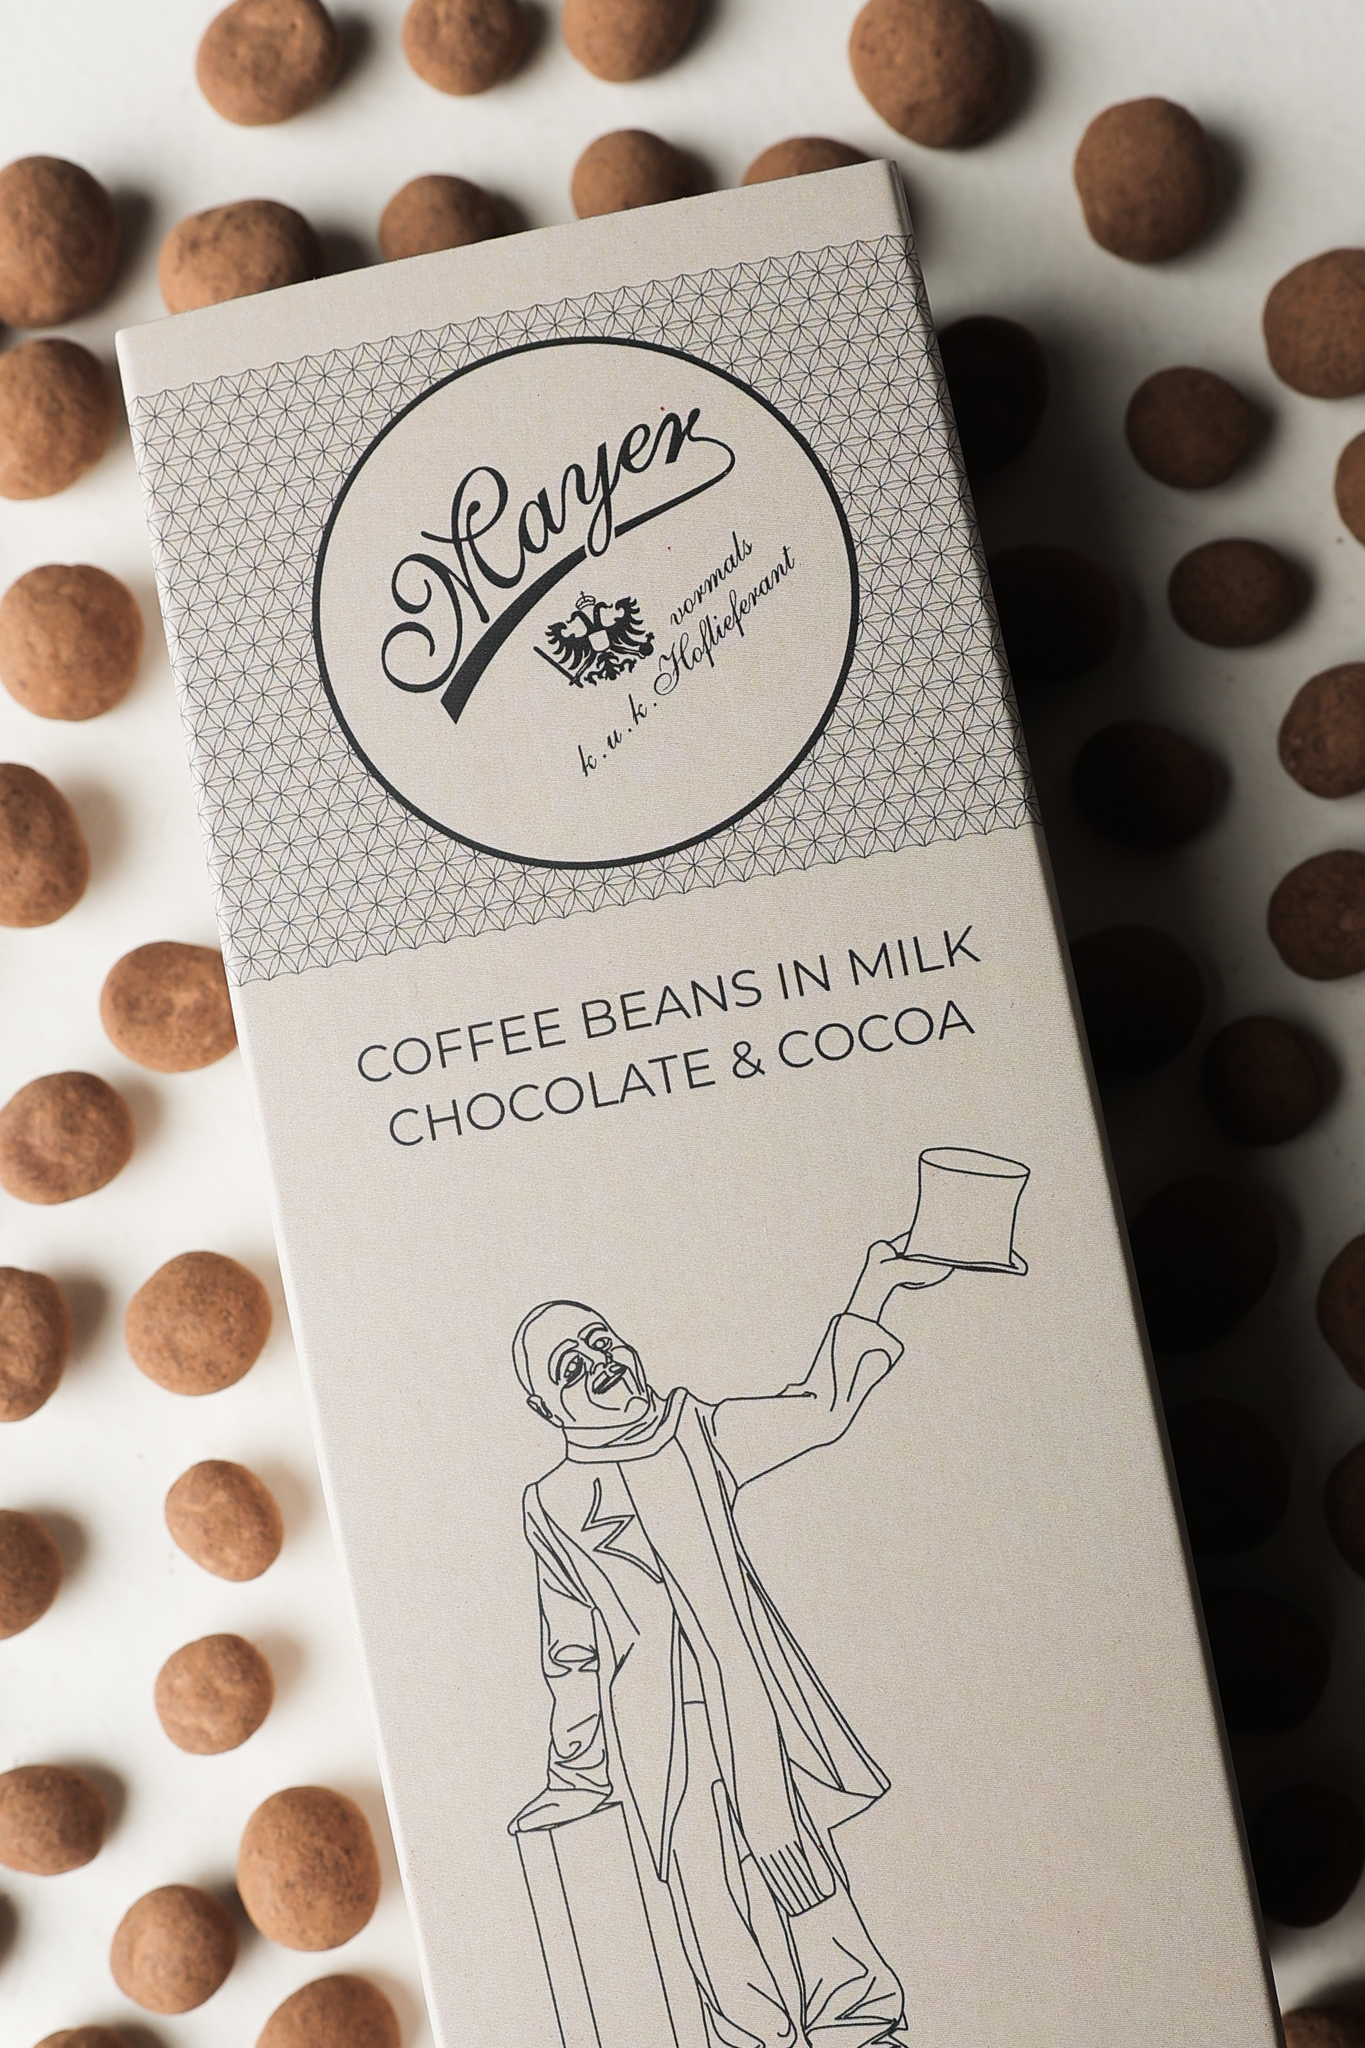 Mayer
vormals
k.u.k. Hoflieferant
COFFEE BEANS IN MILK
CHOCOLATE & COCOA